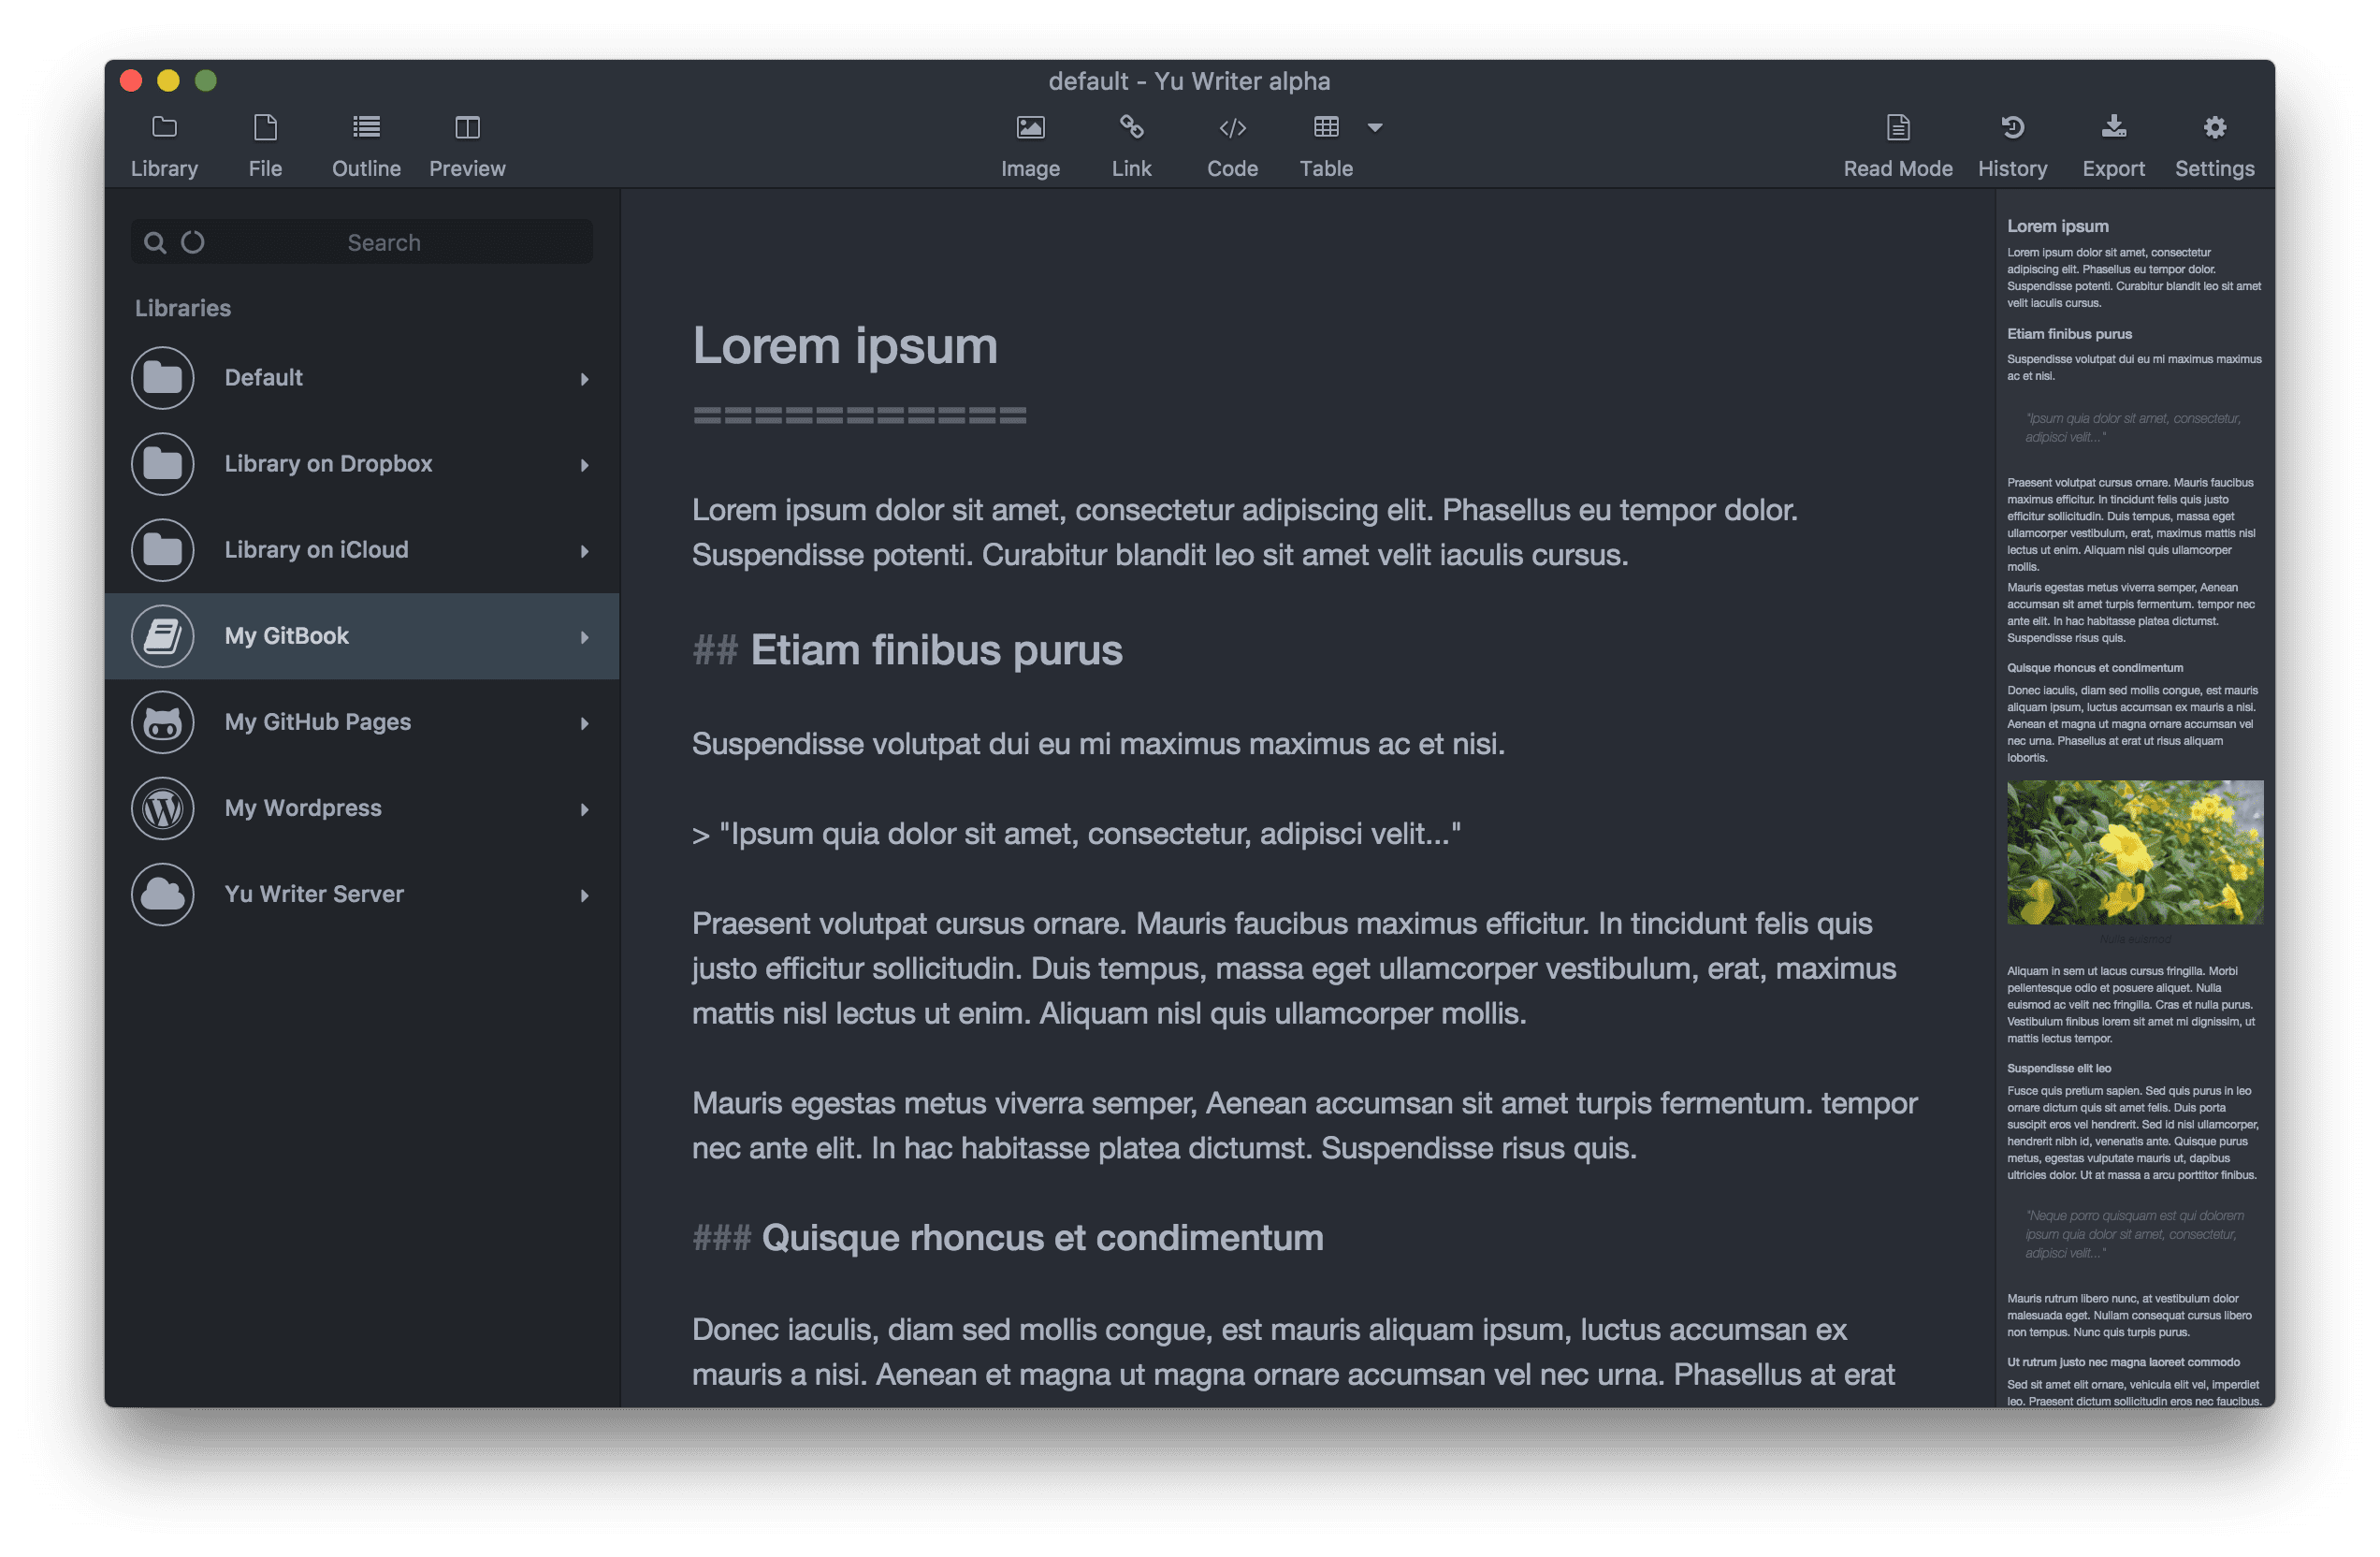 default - Yu Writer alpha
Library File Outline Preview Image Link Code Table Read Mode History Export Settings
Search
Libraries
Default
Library on Dropbox
Library on iCloud
My GitBook
My GitHub Pages
My Wordpress
Yu Writer Server
Lorem ipsum
===========
Lorem ipsum dolor sit amet, consectetur adipiscing elit. Phasellus eu tempor dolor.
Suspendisse potenti. Curabitur blandit leo sit amet velit iaculis cursus.
## Etiam finibus purus
Suspendisse volutpat dui eu mi maximus maximus ac et nisi.
> "Ipsum quia dolor sit amet, consectetur, adipisci velit..."
Praesent volutpat cursus ornare. Mauris faucibus maximus efficitur. In tincidunt felis quis
justo efficitur sollicitudin. Duis tempus, massa eget ullamcorper vestibulum, erat, maximus
mattis nisl lectus ut enim. Aliquam nisl quis ullamcorper mollis.
Mauris egestas metus viverra semper, Aenean accumsan sit amet turpis fermentum. tempor
nec ante elit. In hac habitasse platea dictumst. Suspendisse risus quis.
### Quisque rhoncus et condimentum
Donec iaculis, diam sed mollis congue, est mauris aliquam ipsum, luctus accumsan ex
mauris a nisi. Aenean et magna ut magna ornare accumsan vel nec urna. Phasellus at erat
Lorem ipsum
Lorem ipsum dolor sit amet, consectetur
adipiscing elit. Phasellus eu tempor dolor.
Suspendisse potenti. Curabitur blandit leo sit amet
velit iaculis cursus.
Etiam finibus purus
Suspendisse volutpat dui eu mi maximus maximus
ac et nisi.
"Ipsum quia dolor sit amet, consectetur,
adipisci velit..."
Praesent volutpat cursus ornare. Mauris faucibus
maximus efficitur. In tincidunt felis quis justo
efficitur sollicitudin. Duis tempus, massa eget
ullamcorper vestibulum, erat, maximus mattis nisl
lectus ut enim. Aliquam nisl quis ullamcorper
mollis.
Mauris egestas metus viverra semper, Aenean
accumsan sit amet turpis fermentum. tempor nec
ante elit. In hac habitasse platea dictumst.
Suspendisse risus quis.
Quisque rhoncus et condimentum
Donec iaculis, diam sed mollis congue, est mauris
aliquam ipsum, luctus accumsan ex mauris a nisi.
Aenean et magna ut magna ornare accumsan vel
nec urna. Phasellus at erat ut risus aliquam
lobortis.
Nulla euismod
Aliquam in sem ut lacus cursus fringilla. Morbi
pellentesque odio et posuere aliquet. Nulla
euismod ac velit nec fringilla. Cras et nulla purus.
Vestibulum finibus lorem sit amet mi dignissim, ut
mattis lectus tempor.
Suspendisse elit leo
Fusce quis pretium sapien. Sed quis purus in leo
ornare dictum quis sit amet felis. Duis porta
suscipit eros vel hendrerit. Sed id nisl ullamcorper,
hendrerit nibh id, venenatis ante. Quisque purus
metus, egestas vulputate mauris ut, dapibus
ultricies dolor. Ut at massa a arcu porttitor finibus.
"Neque porro quisquam est qui dolorem
ipsum quia dolor sit amet, consectetur,
adipisci velit..."
Mauris rutrum libero nunc, at vestibulum dolor
malesuada eget. Nullam consequat cursus libero
non tempus. Nunc quis turpis purus.
Ut rutrum justo nec magna laoreet commodo
Sed sit amet elit ornare, vehicula elit vel, imperdiet
leo. Praesent dictum sollicitudin eros nec faucibus.